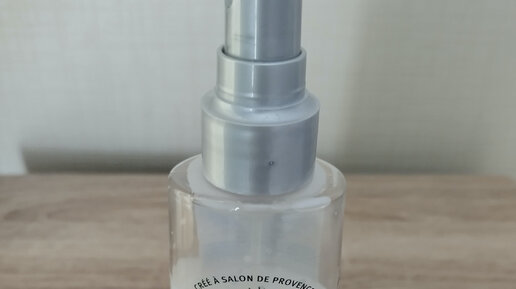 CRÉÉ À SALON DE PROVENCE